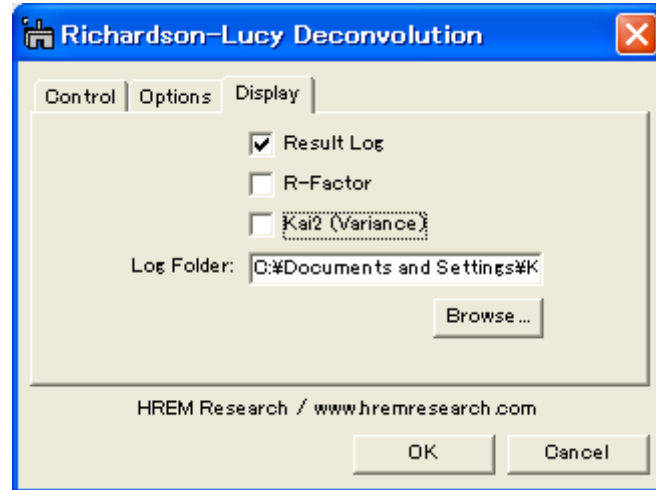 Richardson-Lucy Deconvolution
Control Options Display
Result Log
R-Factor
Kai2 (Variance)
Log Folder: C:¥Documents and Settings¥K
Browse...
HREM Research / www.hremresearch.com
OK Cancel